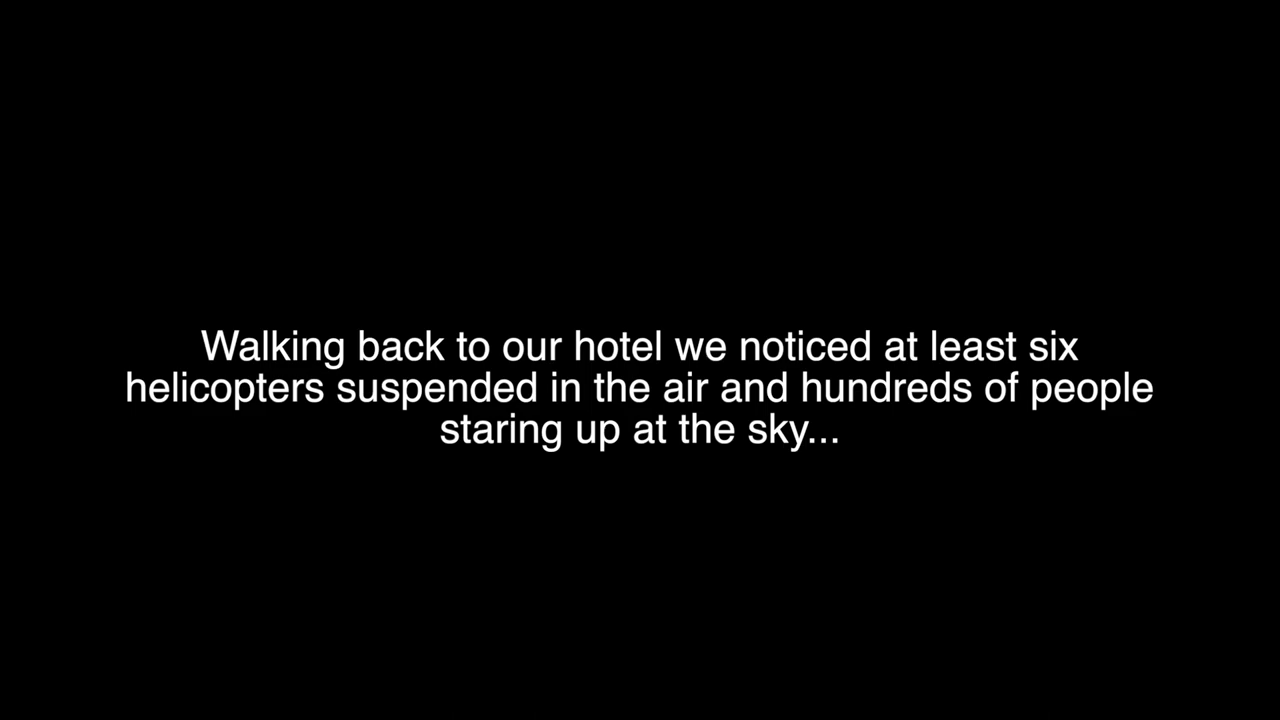 Walking back to our hotel we noticed at least six
helicopters suspended in the air and hundreds of people
staring up at the sky...